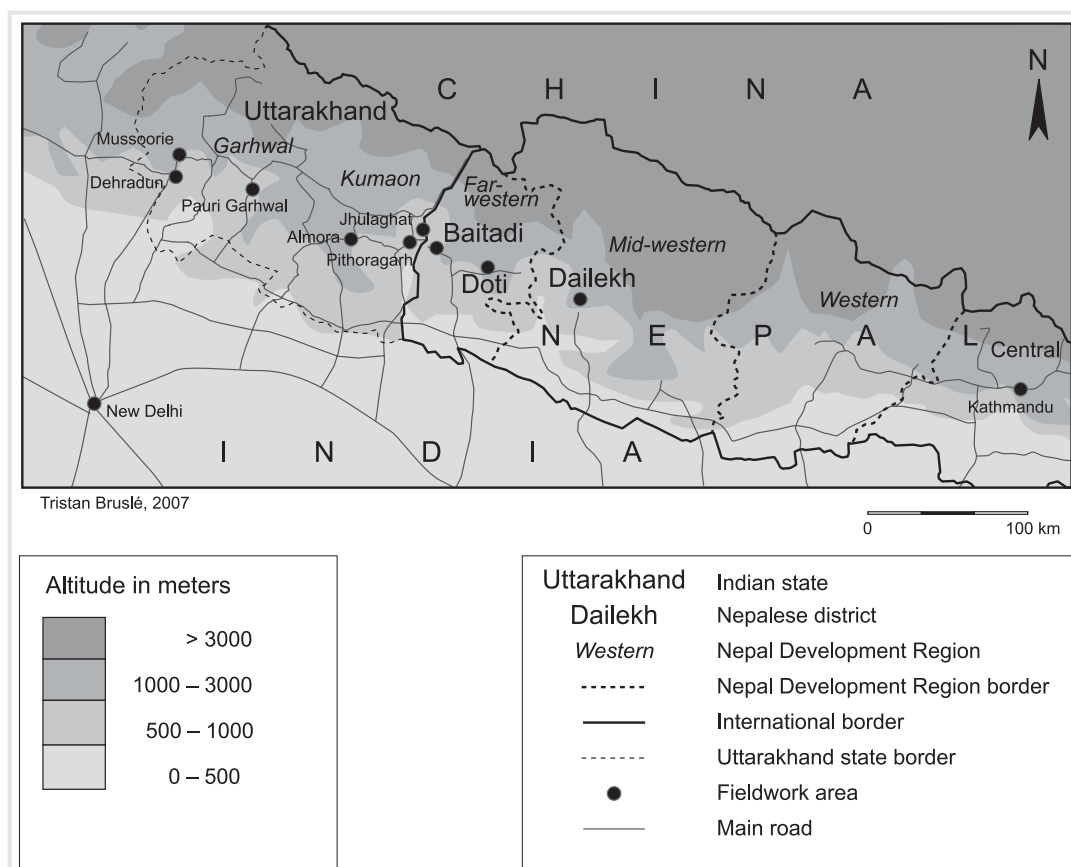 C H I N A
N
Uttarakhand
Mussoorie
Garhwal
Dehradun
Kumaon
Far-
western
Pauri Garhwal
Jhulaghat
Almora
Baitadi
Mid-western
Pithoragarh
Doti
Dailekh
Western
N E P A L
Central
New Delhi
Kathmandu
I N D I A
Tristan Bruslé, 2007
0 100 km
Altitude in meters
> 3000
1000 – 3000
500 – 1000
0 – 500
Uttarakhand Indian state
Dailekh Nepalese district
Western Nepal Development Region
Nepal Development Region border
International border
Uttarakhand state border
Fieldwork area
Main road